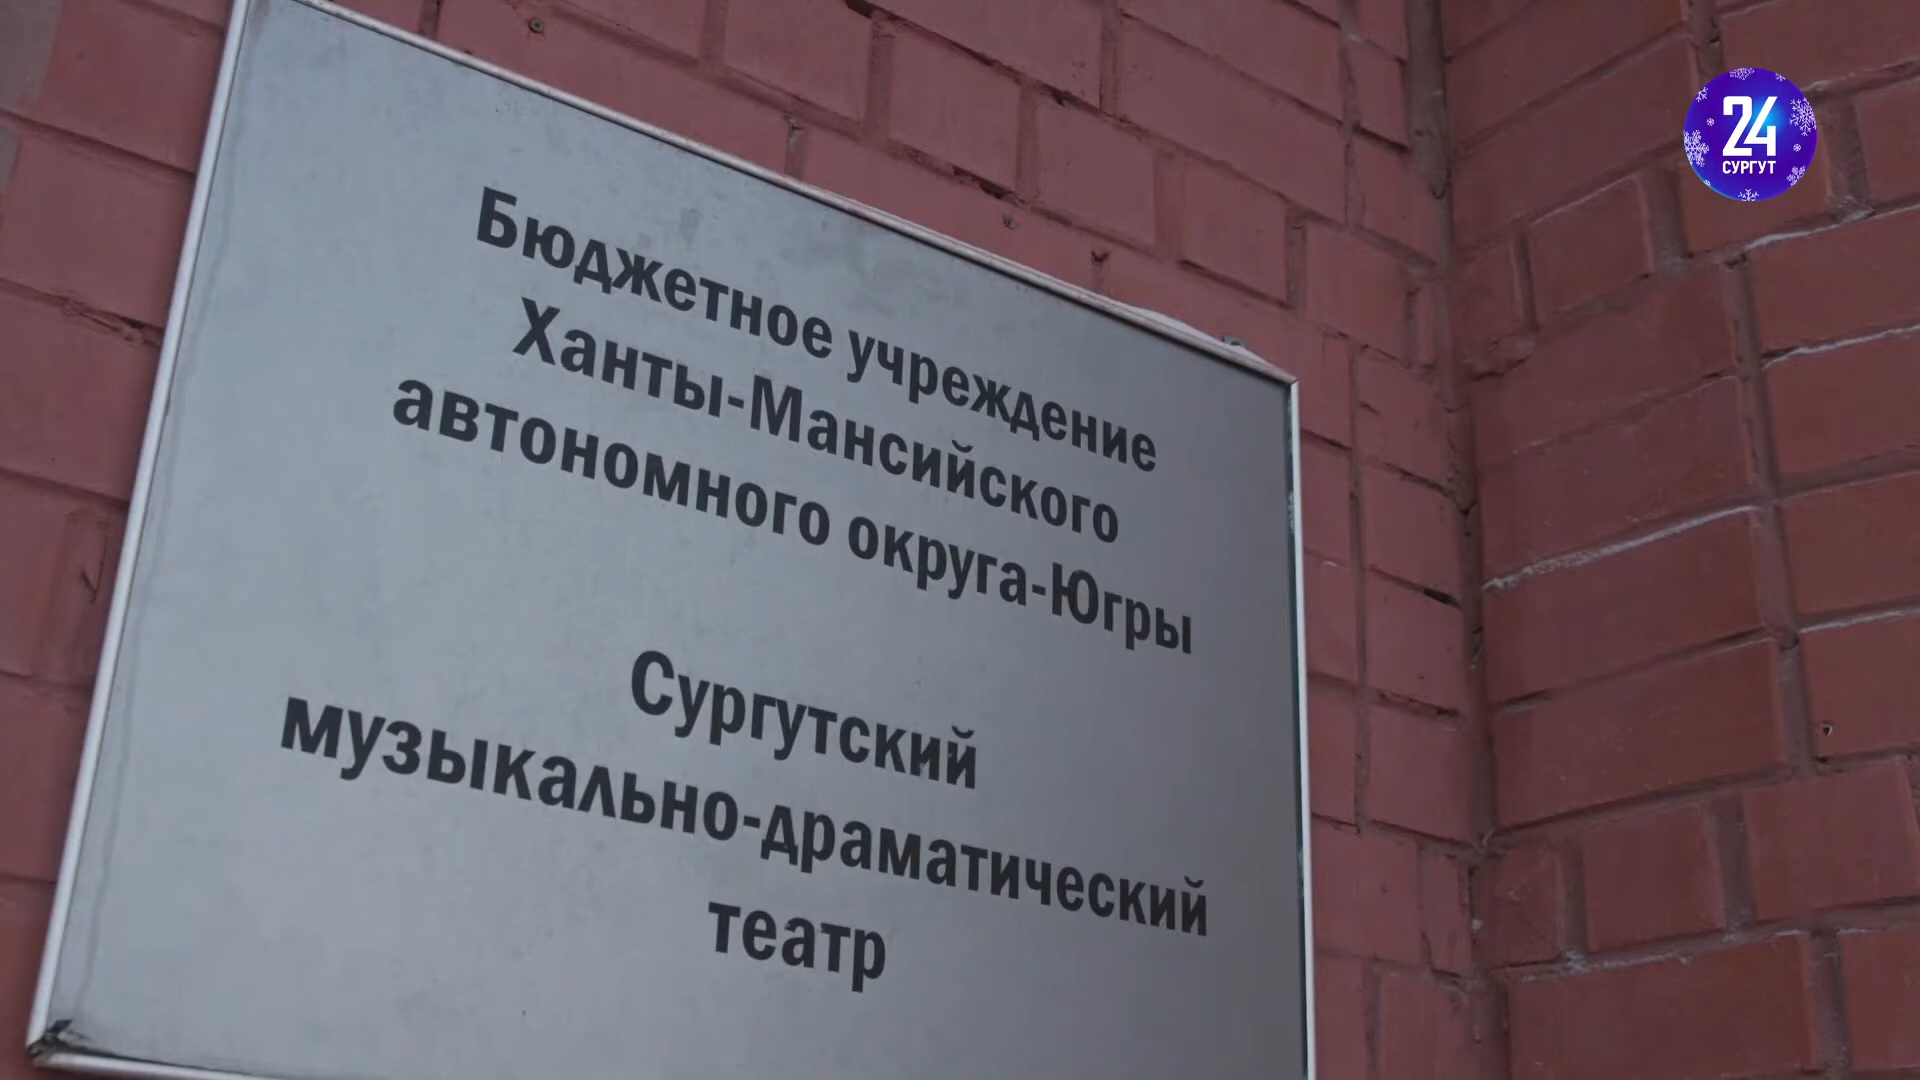 Бюджетное учреждение
Ханты-Мансийского
автономного округа-Югры
Сургутский
музыкально-драматический
театр
24
СУРГУТ